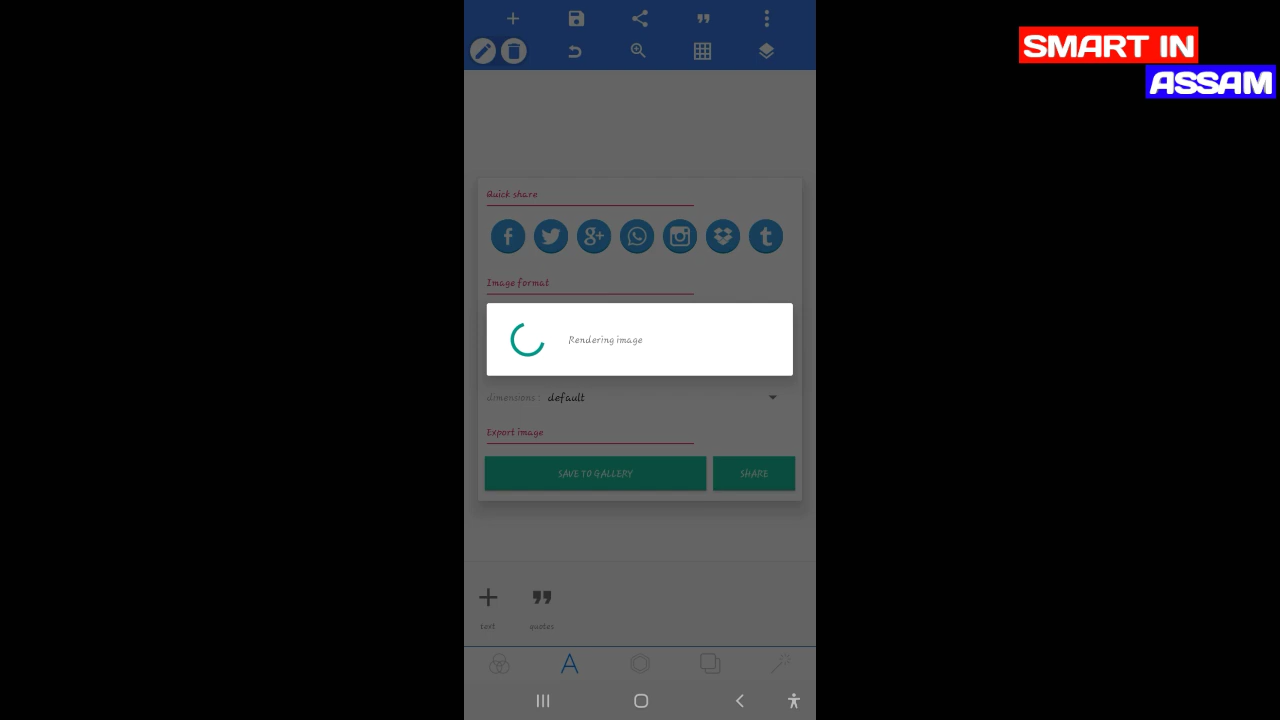 SMART IN
ASSAM
Quick share
Image format
Rendering image
dimensions : default
Export image
SAVE TO GALLERY
SHARE
text
quotes